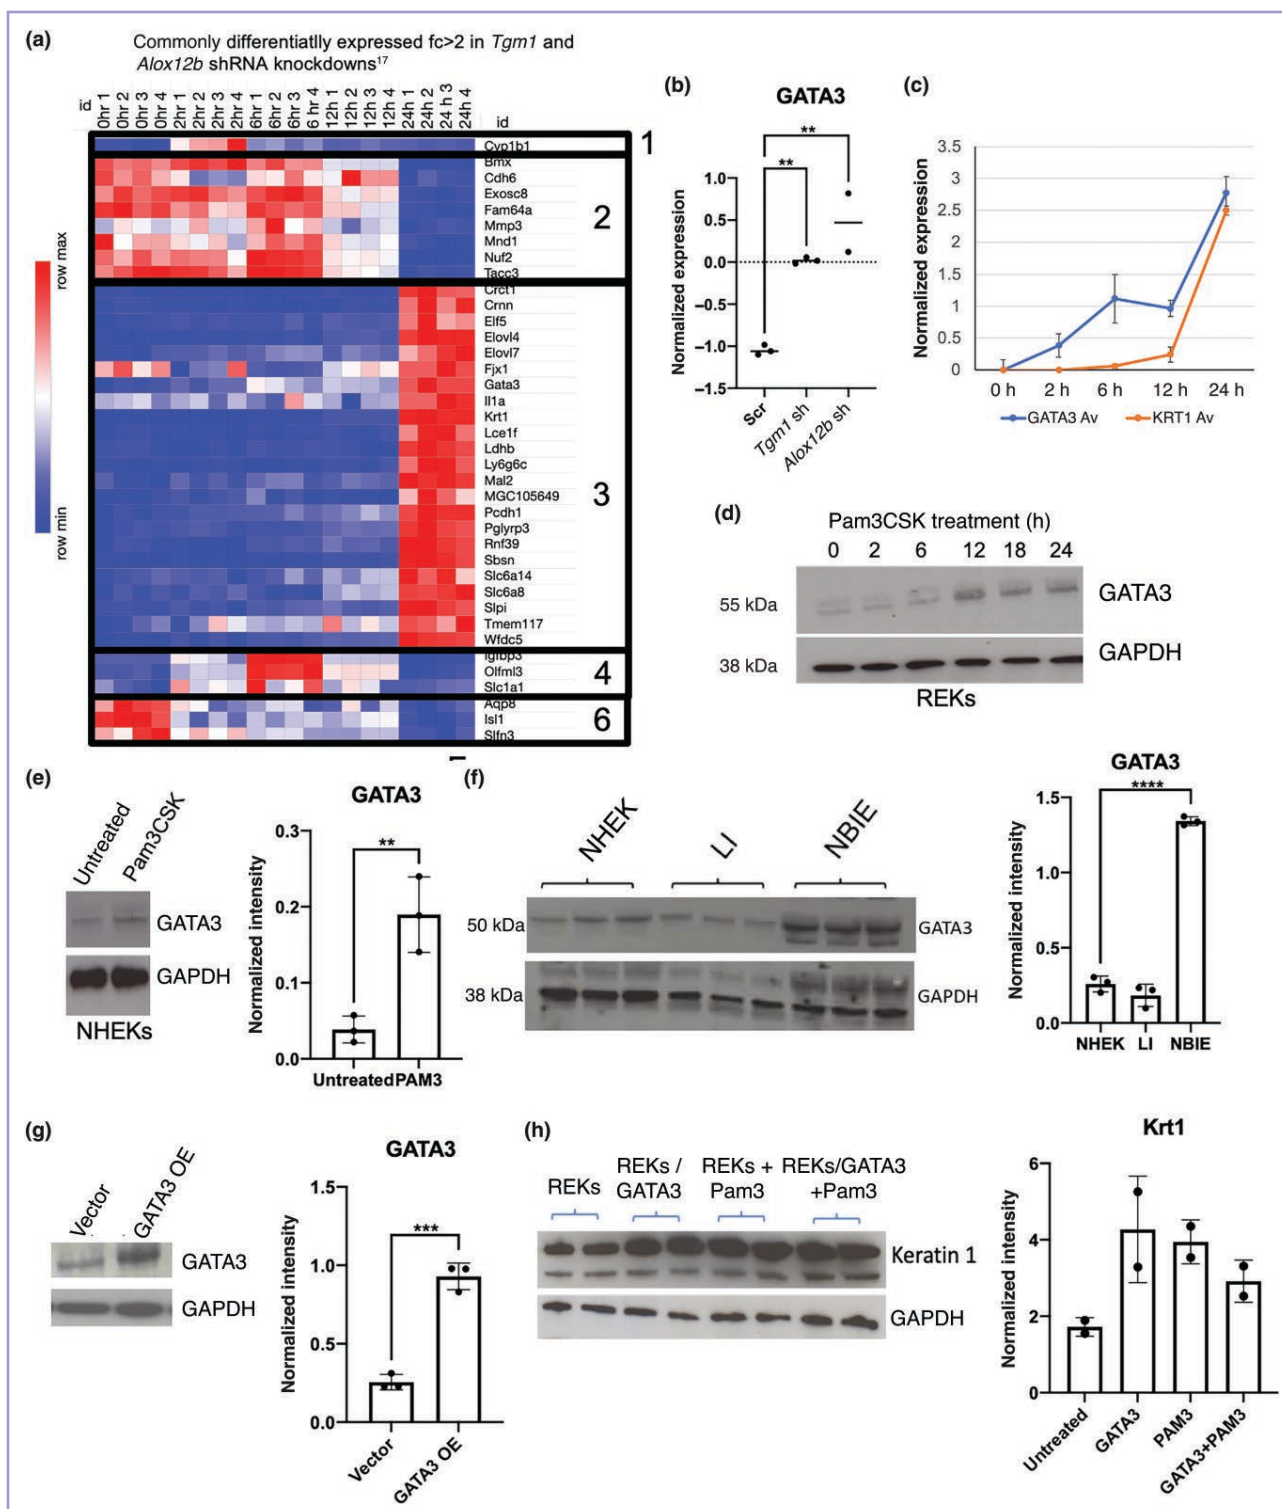 (a)
Commonly differentiatlly expressed fc>2 in Tgm1 and
Alox12b shRNA knockdowns17
id
0hr 1
0hr 2
0hr 3
0hr 4
2hr 1
2hr 2
2hr 3
2hr 4
6hr 1
6hr 2
6hr 3
6 hr 4
12h 1
12h 2
12h 3
12h 4
24h 1
24h 2
24 h 3
24h 4
id
row max
row min
Cyp1b1
1
Bmx
Cdh6
Exosc8
Fam64a
Mmp3
Mnd1
Nuf2
Tacc3
2
Crct1
Crnn
Elf5
Elovl4
Elovl7
Fjx1
Gata3
Il1a
Krt1
Lce1f
Ldhb
Ly6g6c
Mal2
MGC105649
Pcdh1
Pglyrp3
Rnf39
Sbsn
Slc6a14
Slc6a8
Slpi
Tmem117
Wfdc5
3
Igfbp3
Olfml3
Slc1a1
4
Aqp8
Isl1
Slfn3
6
(b)
GATA3
**
**
Normalized expression
1.0
0.5
0.0
−0.5
−1.0
−1.5
Scr
Tgm1 sh
Alox12b sh
(c)
Normalized expression
3.5
3
2.5
2
1.5
1
0.5
0
0 h
2 h
6 h
12 h
24 h
GATA3 Av
KRT1 Av
(d)
Pam3CSK treatment (h)
0 2 6 12 18 24
55 kDa
GATA3
38 kDa
GAPDH
REKs
(e)
Untreated
Pam3CSK
GATA3
GAPDH
NHEKs
GATA3
**
Normalized intensity
0.3
0.2
0.1
0.0
Untreated
PAM3
(f)
NHEK
LI
NBIE
50 kDa
GATA3
38 kDa
GAPDH
GATA3
****
Normalized intensity
1.5
1.0
0.5
0.0
NHEK
LI
NBIE
(g)
Vector
GATA3 OE
GATA3
GAPDH
GATA3
***
Normalized intensity
1.5
1.0
0.5
0.0
Vector
GATA3 OE
(h)
REKs
REKs /
GATA3
REKs +
Pam3
REKs/GATA3
+Pam3
Keratin 1
GAPDH
Krt1
Normalized intensity
6
4
2
0
Untreated
GATA3
PAM3
GATA3+PAM3